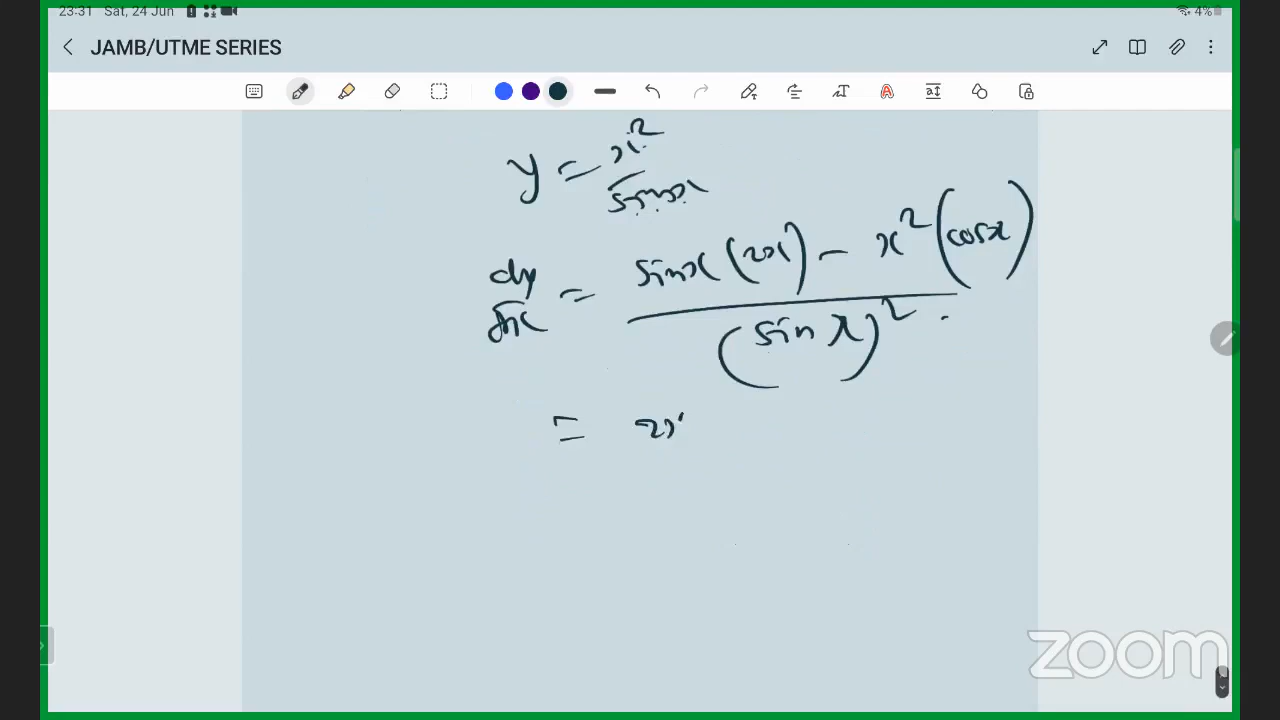 23:31 Sat, 24 Jun
4%
JAMB/UTME SERIES
y = x²/sinx
dy/dx = (sinx(2x) − x²(cosx))/(sin x)²
= 2x
zoom